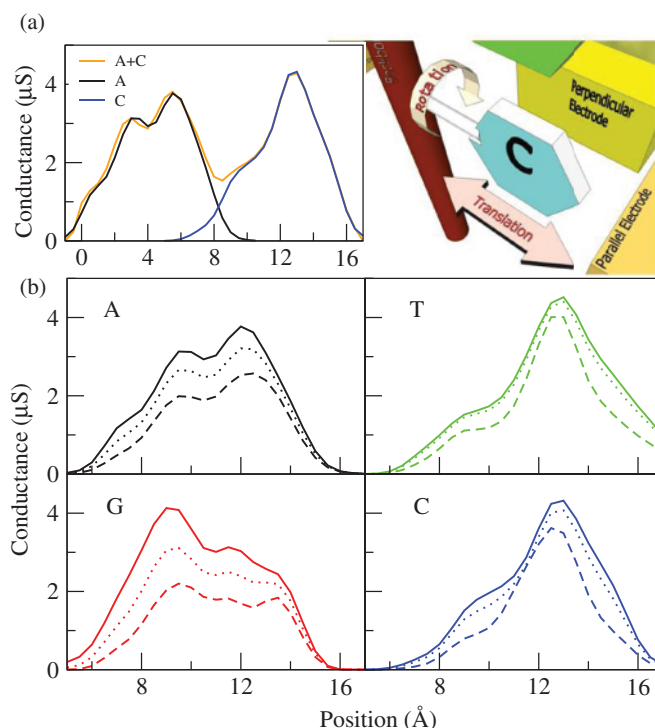 (a)
A+C
A
C
Conductance (μS)
4
2
0
0 4 8 12 16
Rotation
C
Translation
Perpendicular
Electrode
Parallel Electrode
(b)
A
T
4
2
0
G
C
4
2
0
Conductance (μS)
8 12 16 8 12 16
Position (Å)